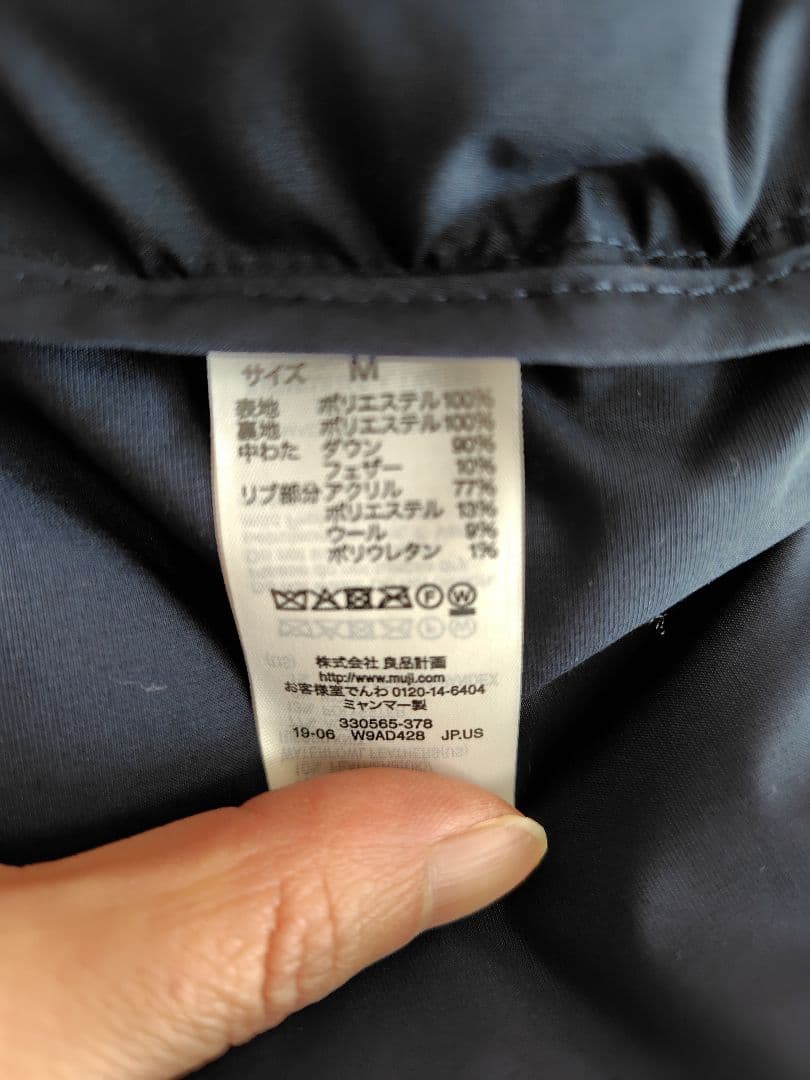 サイズ M
表地 ポリエステル100%
裏地 ポリエステル100%
中わた ダウン 90%
フェザー 10%
リブ部分 アクリル 77%
ポリエステル 13%
ウール 9%
ポリウレタン 1%
F W
株式会社 良品計画
http://www.muji.com
お客様室でんわ 0120-14-6404
ミャンマー製
330565-378
19-06 W9AD428 JP.US